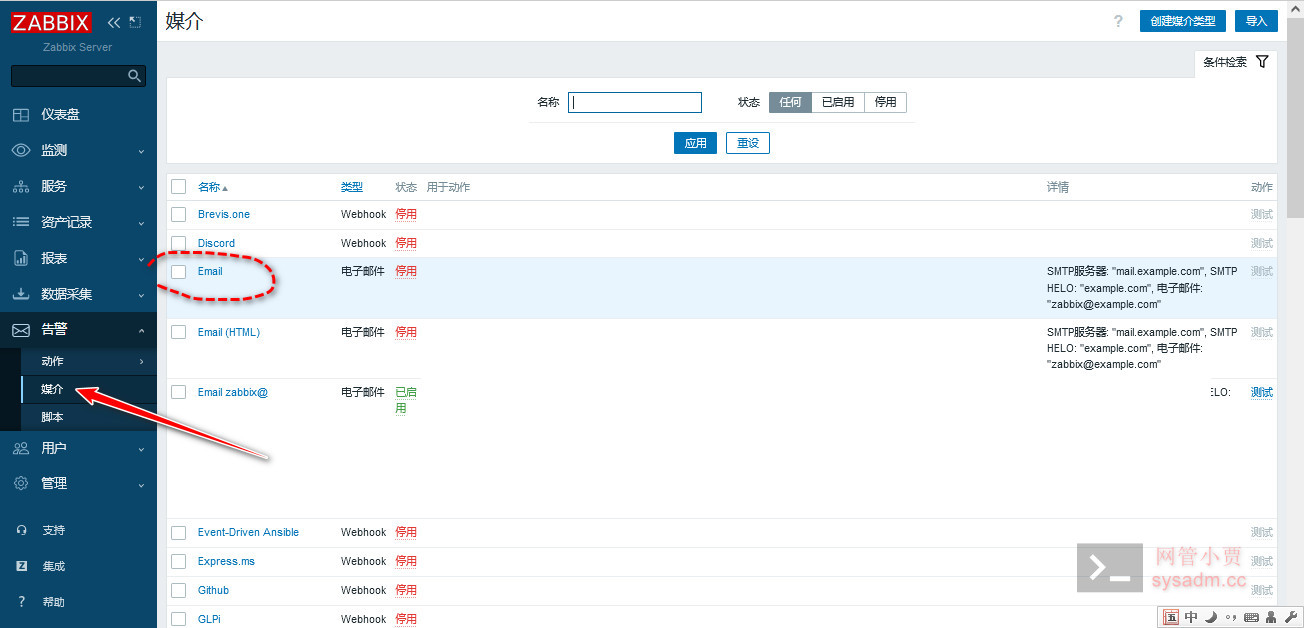 ZABBIX
Zabbix Server
仪表盘
监测
服务
资产记录
报表
数据采集
告警
动作
媒介
脚本
用户
管理
支持
集成
帮助
媒介
? 创建媒介类型 导入
条件检索
名称 状态 任何 已启用 停用
应用 重设
名称 类型 状态 用于动作 详情 动作
Brevis.one Webhook 停用 测试
Discord Webhook 停用 测试
Email 电子邮件 停用 SMTP服务器: "mail.example.com", SMTP 测试
HELO: "example.com", 电子邮件:
"zabbix@example.com"
Email (HTML) 电子邮件 停用 SMTP服务器: "mail.example.com", SMTP 测试
HELO: "example.com", 电子邮件:
"zabbix@example.com"
Email zabbix@ 电子邮件 已启 ELO: 测试
用
Event-Driven Ansible Webhook 停用 测试
Express.ms Webhook 停用 测试
Github Webhook 停用 测试
GLPi Webhook 停用
网管小贾
sysadm.cc
五 中